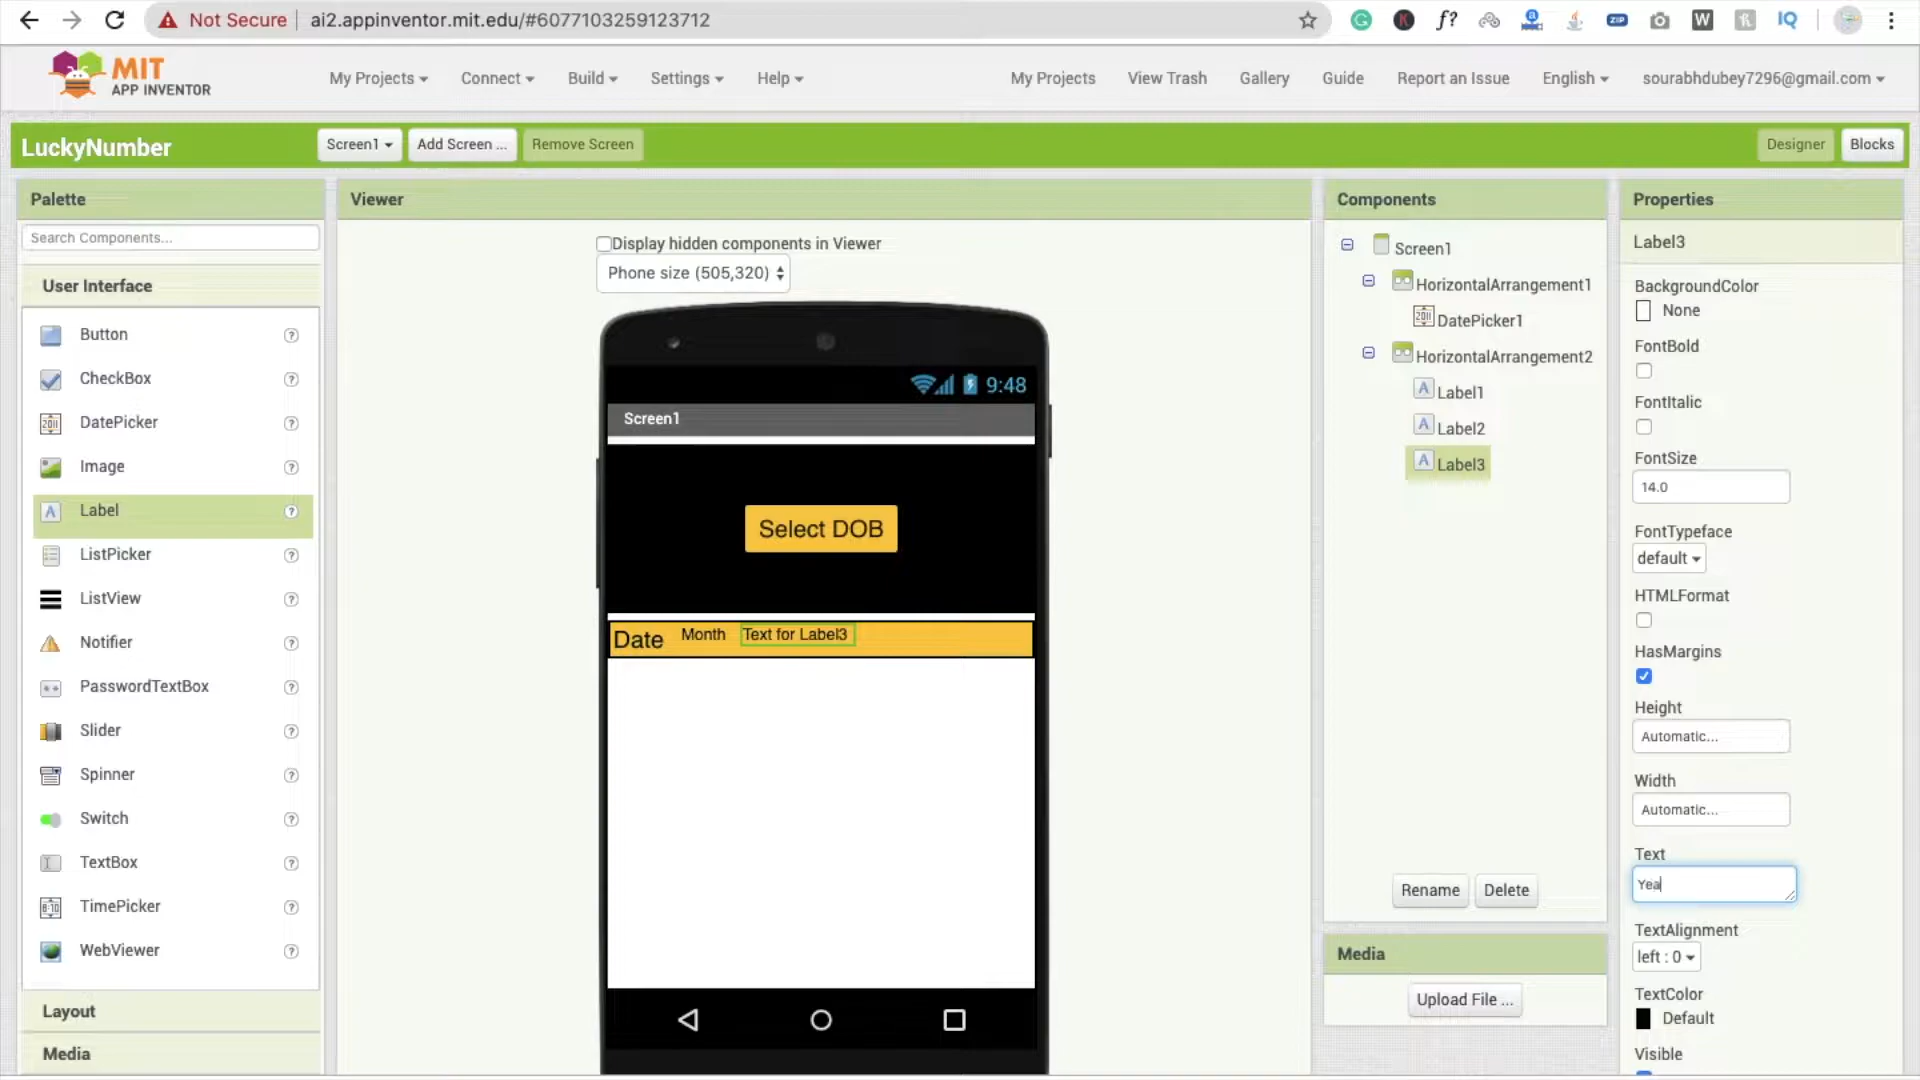 Not Secure | ai2.appinventor.mit.edu/#6077103259123712
MIT
APP INVENTOR
My Projects Connect Build Settings Help
My Projects View Trash Gallery Guide Report an Issue English sourabhdubey7296@gmail.com
LuckyNumber
Screen1 Add Screen ... Remove Screen
Designer Blocks
Palette
Search Components...
User Interface
Button ?
CheckBox ?
DatePicker ?
Image ?
Label ?
ListPicker ?
ListView ?
Notifier ?
PasswordTextBox ?
Slider ?
Spinner ?
Switch ?
TextBox ?
TimePicker ?
WebViewer ?
Layout
Media
Viewer
Display hidden components in Viewer
Phone size (505,320)
9:48
Screen1
Select DOB
Date Month Text for Label3
Components
Screen1
HorizontalArrangement1
DatePicker1
HorizontalArrangement2
Label1
Label2
Label3
Rename Delete
Media
Upload File ...
Properties
Label3
BackgroundColor
None
FontBold
FontItalic
FontSize
14.0
FontTypeface
default
HTMLFormat
HasMargins
Height
Automatic...
Width
Automatic...
Text
Yea
TextAlignment
left : 0
TextColor
Default
Visible